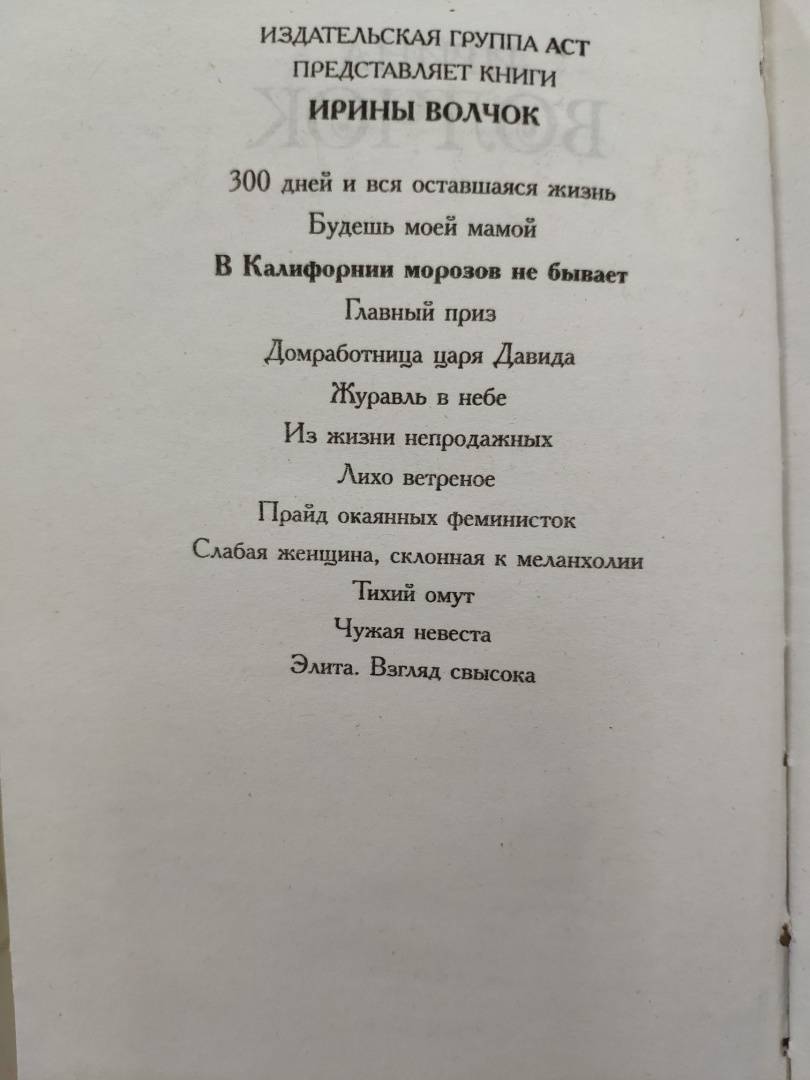 ИЗДАТЕЛЬСКАЯ ГРУППА АСТ
ПРЕДСТАВЛЯЕТ КНИГИ
ИРИНЫ ВОЛЧОК
300 дней и вся оставшаяся жизнь
Будешь моей мамой
В Калифорнии морозов не бывает
Главный приз
Домработница царя Давида
Журавль в небе
Из жизни непродажных
Лихо ветреное
Прайд окаянных феминисток
Слабая женщина, склонная к меланхолии
Тихий омут
Чужая невеста
Элита. Взгляд свысока